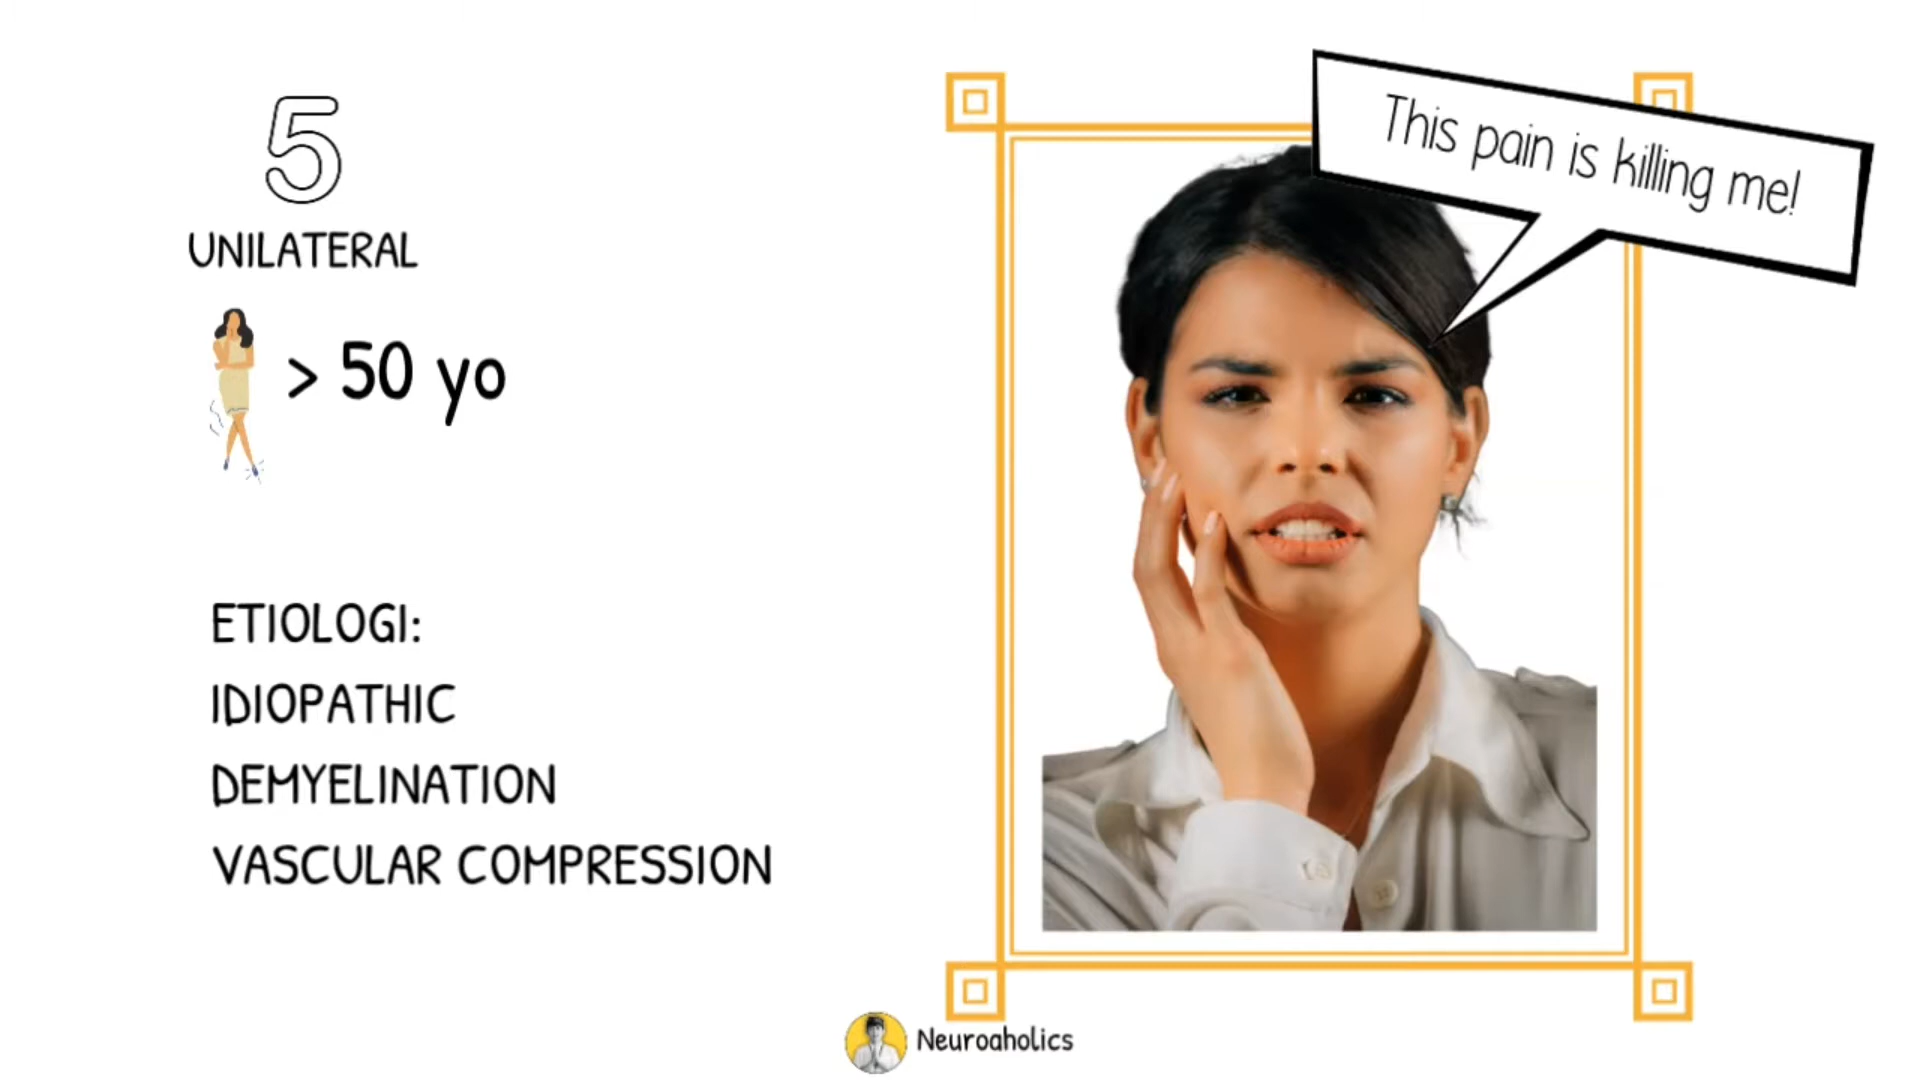 5
UNILATERAL
> 50 yo
ETIOLOGI:
IDIOPATHIC
DEMYELINATION
VASCULAR COMPRESSION
This pain is killing me!
Neuroaholics